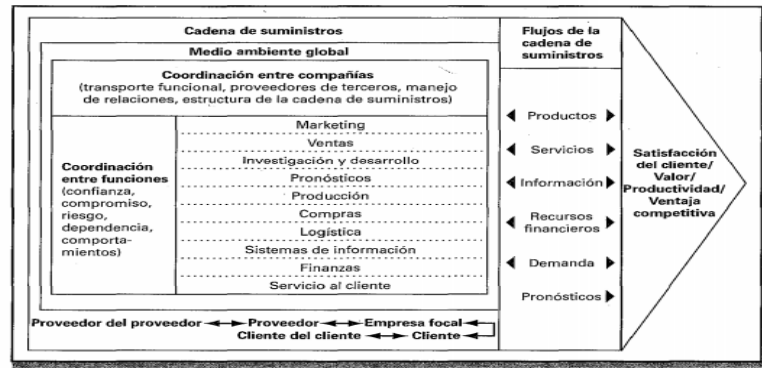 Cadena de suministros
Medio ambiente global
Coordinación entre compañías
(transporte funcional, proveedores de terceros, manejo
de relaciones, estructura de la cadena de suministros)
Coordinación
entre funciones
(confianza,
compromiso,
riesgo,
dependencia,
comporta-
mientos)
Marketing
Ventas
Investigación y desarrollo
Pronósticos
Producción
Compras
Logística
Sistemas de información
Finanzas
Servicio al cliente
Proveedor del proveedor Proveedor Empresa focal
Cliente del cliente Cliente
Flujos de la
cadena de
suministros
Productos
Servicios
Información
Recursos
financieros
Demanda
Pronósticos
Satisfacción
del cliente/
Valor/
Productividad/
Ventaja
competitiva